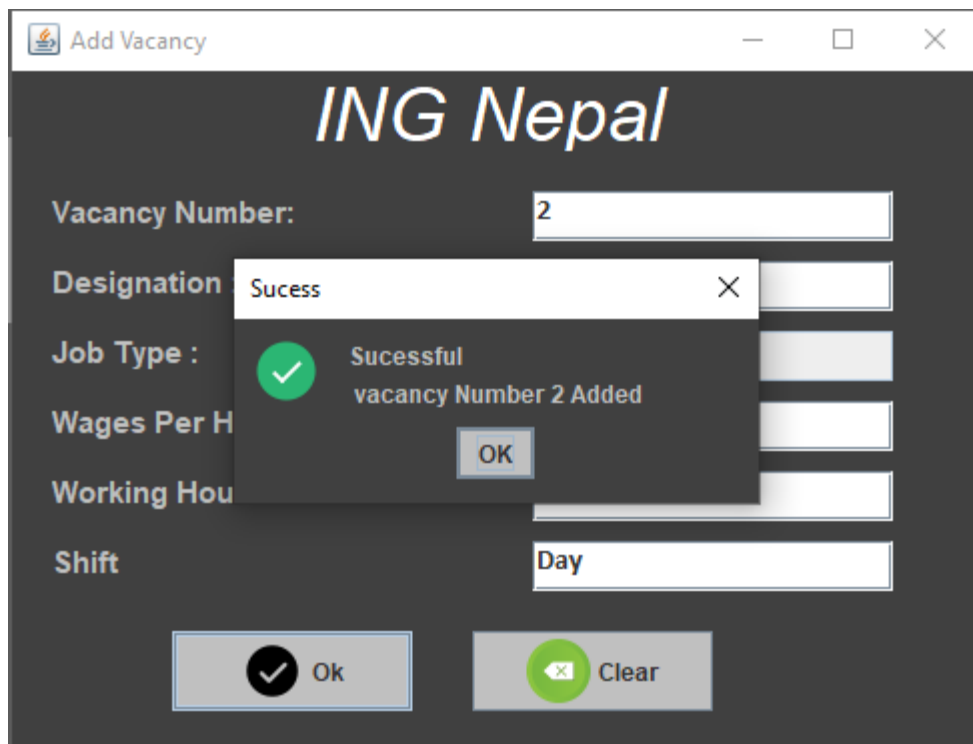 Add Vacancy
ING Nepal
Vacancy Number:
2
Designation :
Sucess
Sucessful
vacancy Number 2 Added
OK
Job Type :
Wages Per H
Working Hou
Shift
Day
Ok
Clear